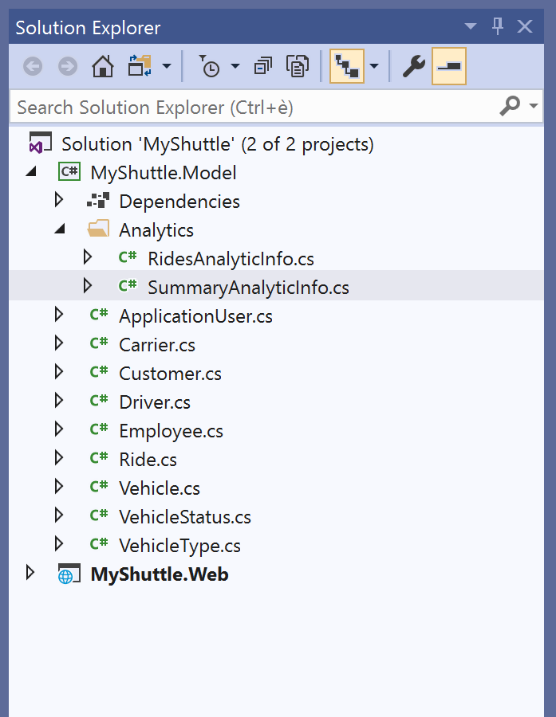 Solution Explorer
Search Solution Explorer (Ctrl+è)
Solution 'MyShuttle' (2 of 2 projects)
C# MyShuttle.Model
Dependencies
Analytics
C# RidesAnalyticInfo.cs
C# SummaryAnalyticInfo.cs
C# ApplicationUser.cs
C# Carrier.cs
C# Customer.cs
C# Driver.cs
C# Employee.cs
C# Ride.cs
C# Vehicle.cs
C# VehicleStatus.cs
C# VehicleType.cs
MyShuttle.Web